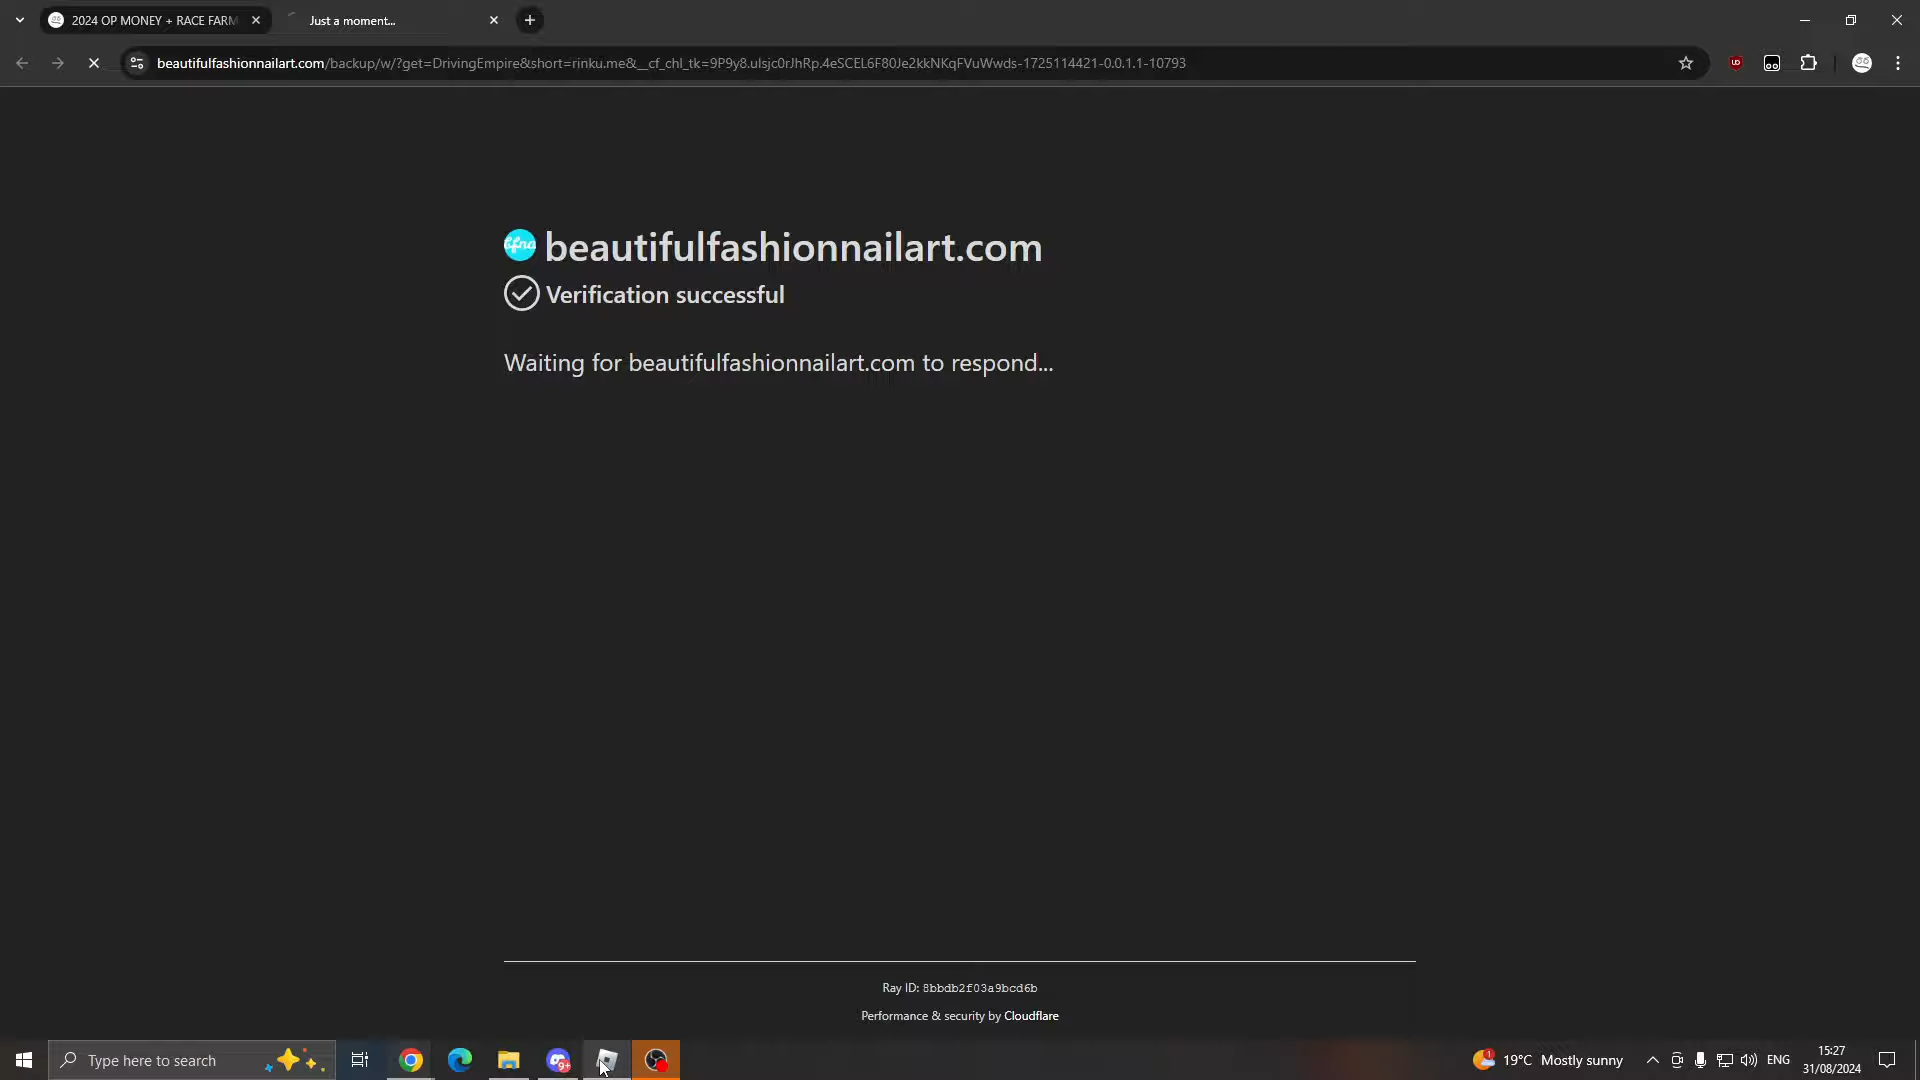 2024 OP MONEY + RACE FARM
Just a moment...
beautifulfashionnailart.com/backup/w/?get=DrivingEmpire&short=rinku.me&__cf_chl_tk=9P9y8.ulsjc0rJhRp.4eSCEL6F80Je2kkNKqFVuWwds-1725114421-0.0.1.1-10793
beautifulfashionnailart.com
Verification successful
Waiting for beautifulfashionnailart.com to respond...
Ray ID: 8bbdb2f03a9bcd6b
Performance & security by Cloudflare
Type here to search
9+
1
19°C Mostly sunny
ENG
15:27
31/08/2024